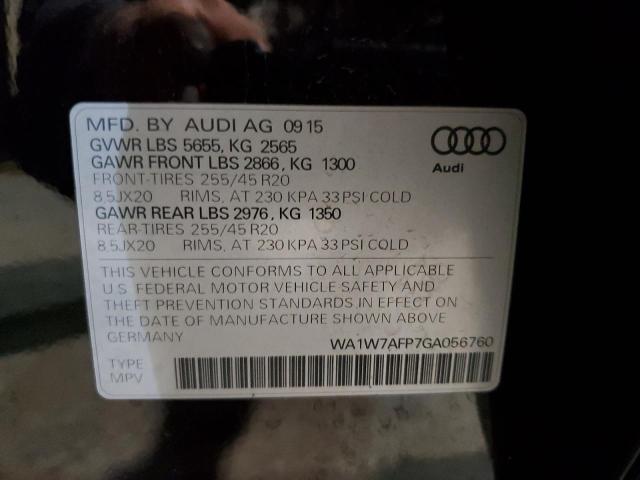 MFD. BY AUDI AG 09 15
GVWR LBS 5655, KG 2565
GAWR FRONT LBS 2866, KG 1300
FRONT-TIRES 255/45 R20
8.5JX20 RIMS, AT 230 KPA 33 PSI COLD
GAWR REAR LBS 2976, KG 1350
REAR-TIRES 255/45 R20
8.5JX20 RIMS, AT 230 KPA 33 PSI COLD
Audi
THIS VEHICLE CONFORMS TO ALL APPLICABLE
U.S. FEDERAL MOTOR VEHICLE SAFETY AND
THEFT PREVENTION STANDARDS IN EFFECT ON
THE DATE OF MANUFACTURE SHOWN ABOVE
GERMANY WA1W7AFP7GA056760
TYPE
MPV